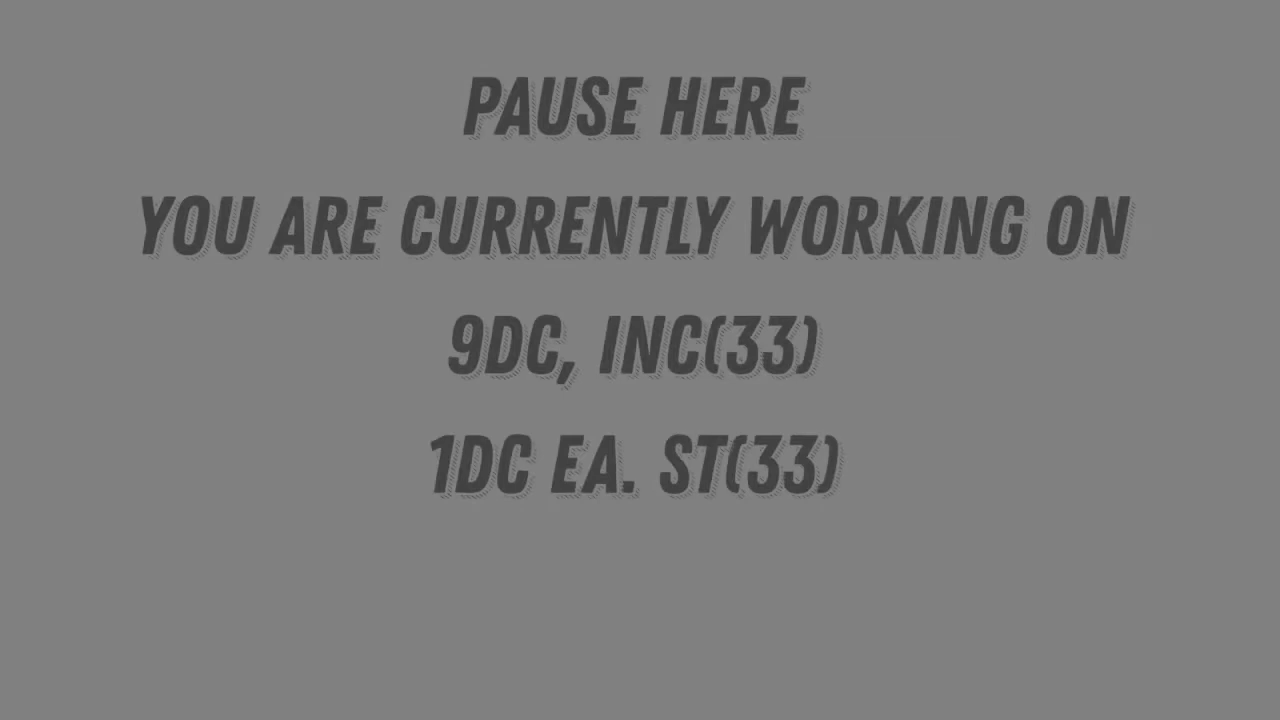 PAUSE HERE
YOU ARE CURRENTLY WORKING ON
9DC, INC(33)
1DC EA. ST(33)